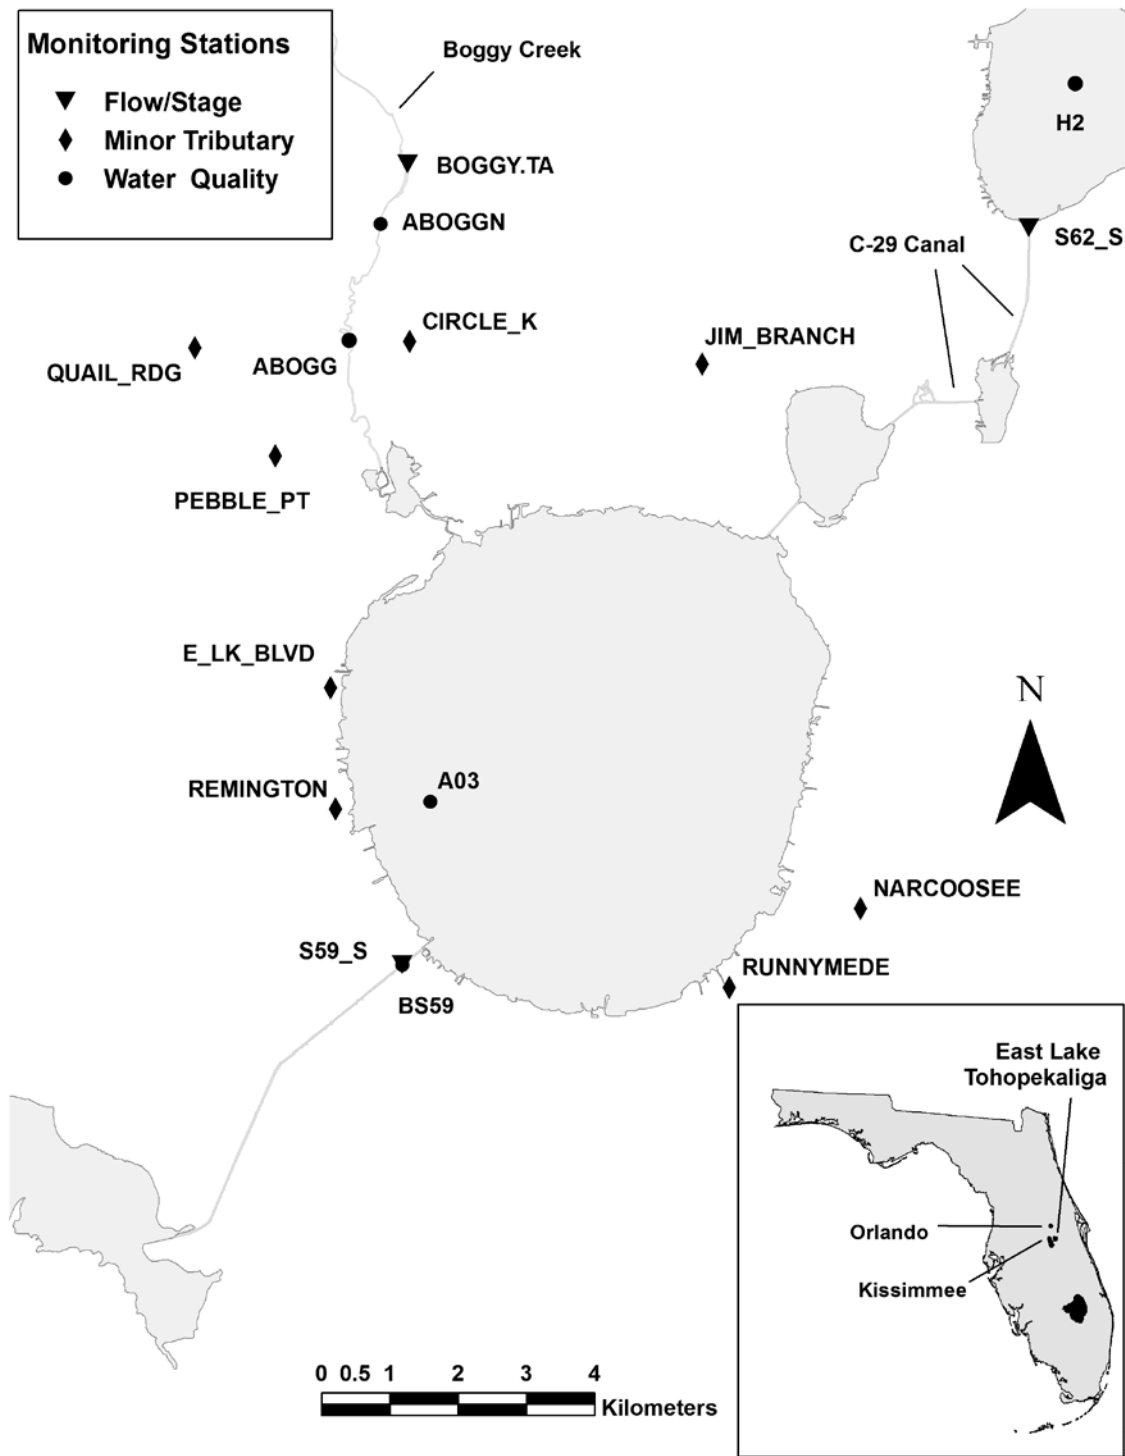 Monitoring Stations
Flow/Stage
Minor Tributary
Water Quality
Boggy Creek
BOGGY.TA
ABOGGN
H2
S62_S
C-29 Canal
CIRCLE_K
JIM_BRANCH
ABOGG
QUAIL_RDG
PEBBLE_PT
E_LK_BLVD
N
REMINGTON
A03
NARCOOSEE
S59_S
RUNNYMEDE
BS59
East Lake
Tohopekaliga
Orlando
Kissimmee
0 0.5 1 2 3 4
Kilometers